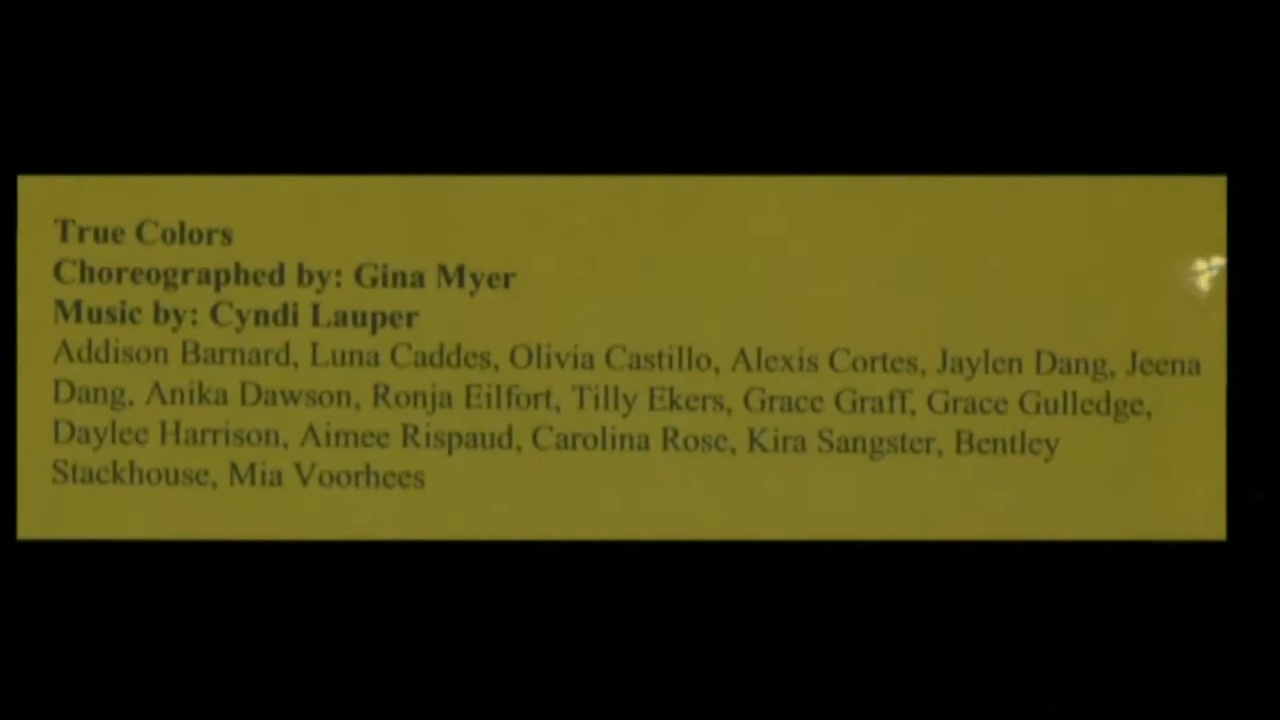 True Colors
Choreographed by: Gina Myer
Music by: Cyndi Lauper
Addison Barnard, Luna Caddes, Olivia Castillo, Alexis Cortes, Jaylen Dang, Jeena
Dang, Anika Dawson, Ronja Eilfort, Tilly Ekers, Grace Graff, Grace Gulledge,
Daylee Harrison, Aimee Rispaud, Carolina Rose, Kira Sangster, Bentley
Stackhouse, Mia Voorhees